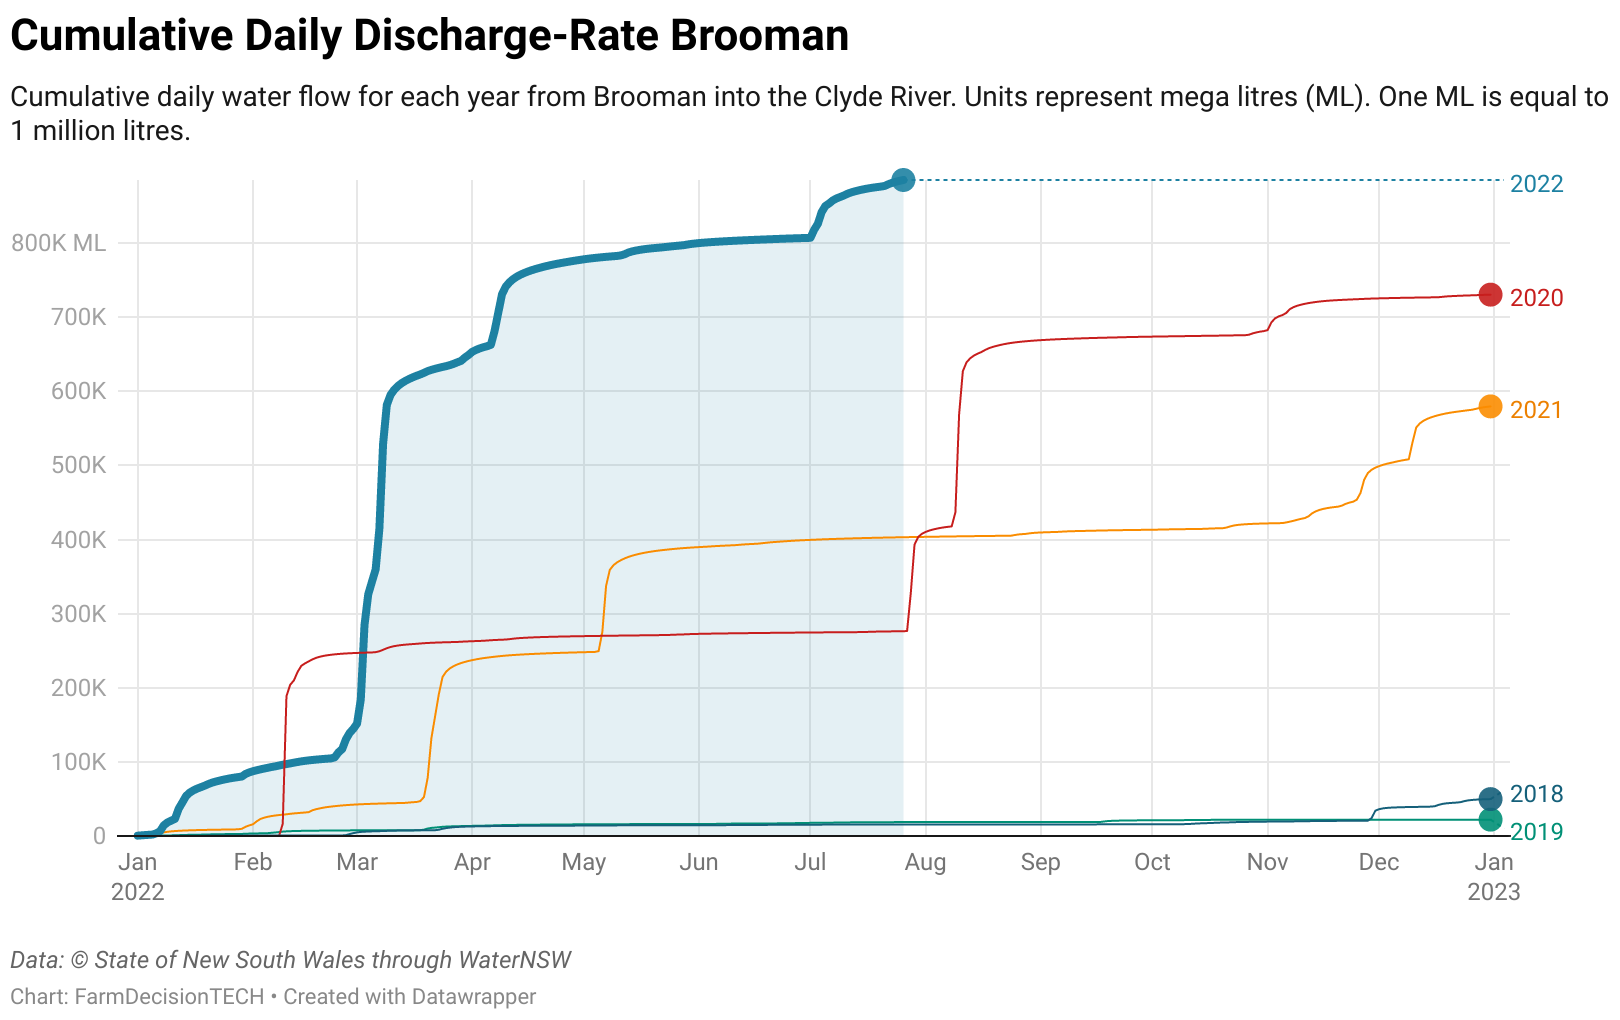 Cumulative Daily Discharge-Rate Brooman
Cumulative daily water flow for each year from Brooman into the Clyde River. Units represent mega litres (ML). One ML is equal to
1 million litres.
2022
800K ML
2020
700K
600K
2021
500K
400K
300K
200K
100K
2018
0
2019
Jan Feb Mar Apr May Jun Jul Aug Sep Oct Nov Dec Jan
2022 2023
Data: © State of New South Wales through WaterNSW
Chart: FarmDecisionTECH • Created with Datawrapper